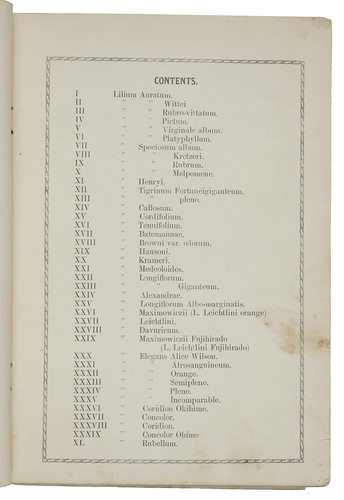 CONTENTS.
I Lilium Auratum.
II " " Wittei
III " " Rubro-vittatum.
IV " " Pictum.
V " " Virginale album.
VI " " Platyphyllum.
VII " Speciosum album.
VIII " " Kretzeri.
IX " " Rubrum.
X " " Melpomene.
XI " Henryi.
XII " Tigrinum Fortuneigiganteum.
XIII " " pleno.
XIV " Callosum.
XV " Cordifolium.
XVI " Tenuifolium.
XVII " Batemannae.
XVIII " Browni var. odorum.
XIX " Hansoni.
XX " Krameri.
XXI " Medeoloides.
XXII " Longiflorum.
XXIII " " Giganteum.
XXIV " Alexandrae.
XXV " Longiflorum Albo-marginatis.
XXVI " Maximowiczii (L. Leichtlini orange)
XXVII " Leichtlini.
XXVIII " Davuricum.
XXIX " Maximowiczii Fujihirado
(L. Leichtlini Fujihirado)
XXX " Elegans Alice Wilson.
XXXI " " Atrosanguineum.
XXXII " " Orange.
XXXIII " " Semipleno.
XXXIV " " Pleno.
XXXV " " Incomparable.
XXXVI " Coridion Okihime.
XXXVII " Concolor.
XXXVIII " Coridion.
XXXIX " Concolor Ohime
XL " Rubellum.